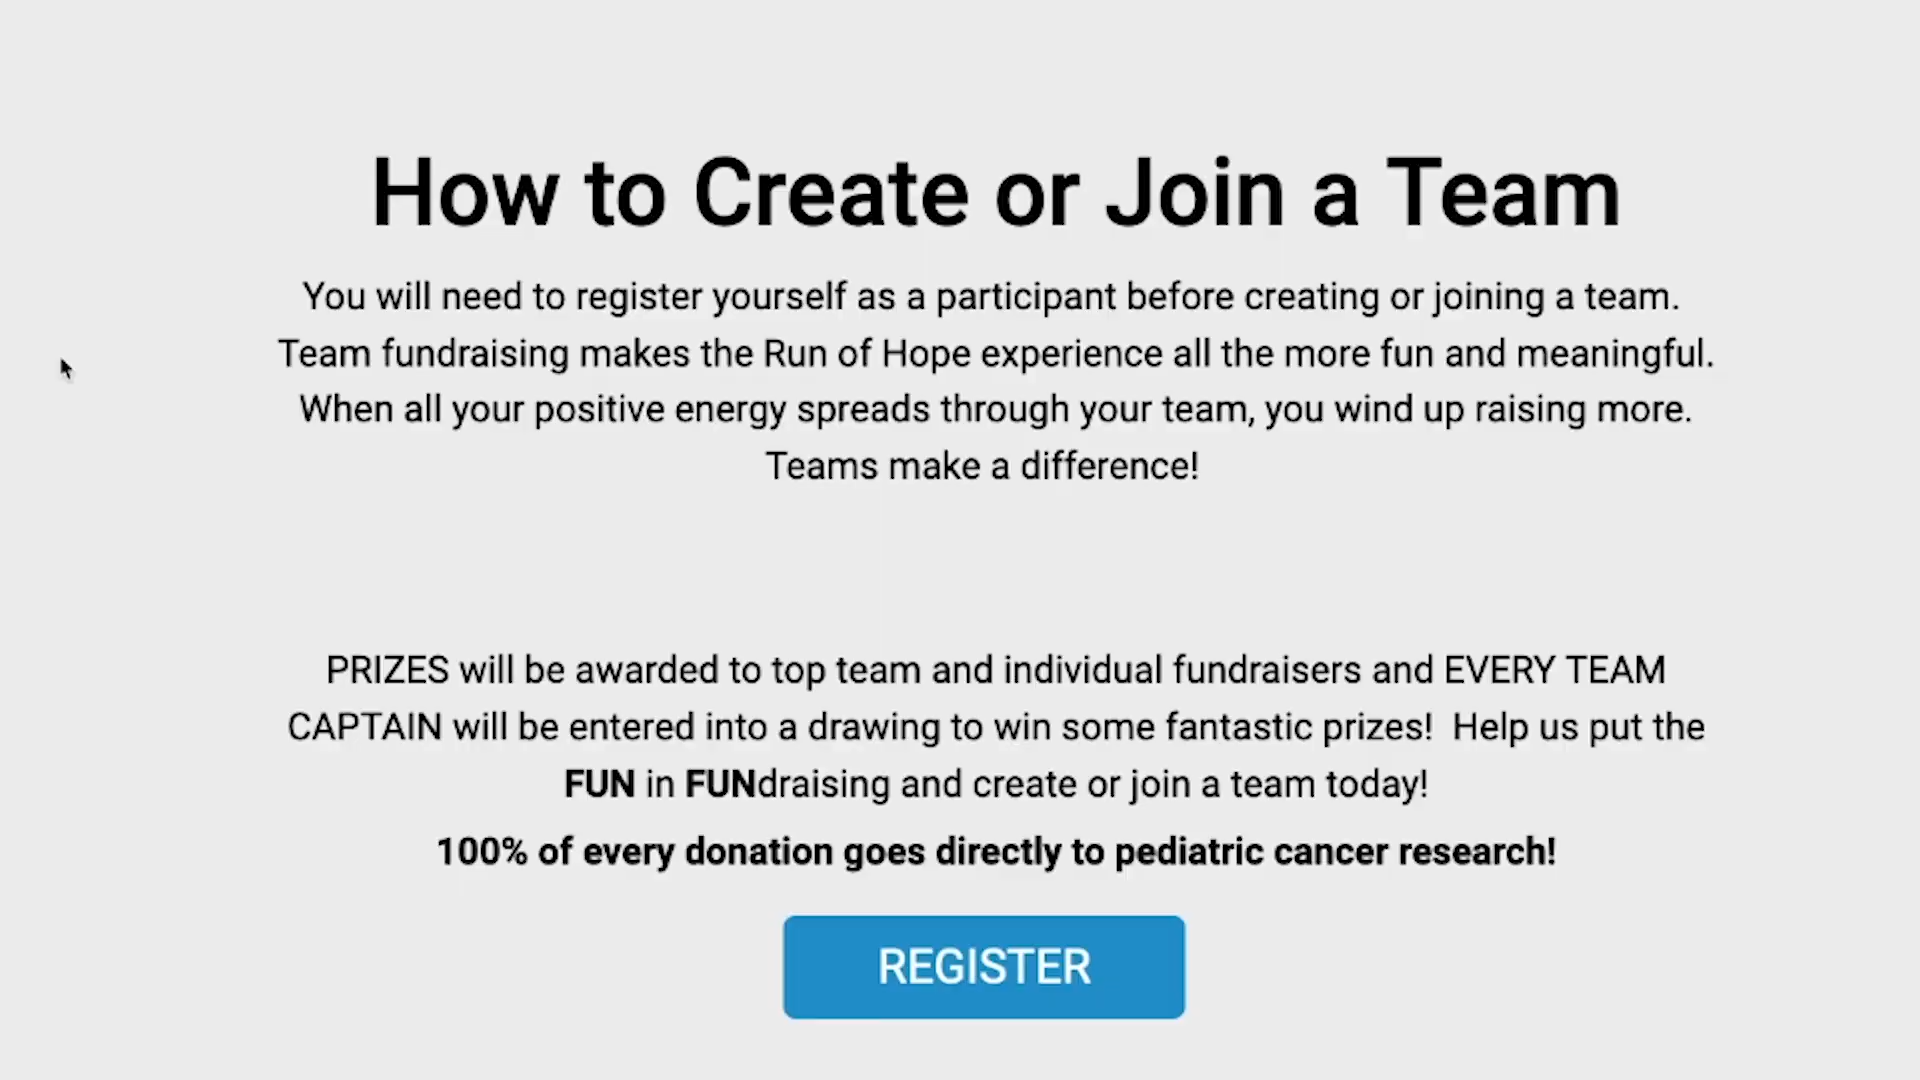 How to Create or Join a Team
You will need to register yourself as a participant before creating or joining a team.
Team fundraising makes the Run of Hope experience all the more fun and meaningful.
When all your positive energy spreads through your team, you wind up raising more.
Teams make a difference!
PRIZES will be awarded to top team and individual fundraisers and EVERY TEAM
CAPTAIN will be entered into a drawing to win some fantastic prizes!  Help us put the
FUN in FUNdraising and create or join a team today!
100% of every donation goes directly to pediatric cancer research!
REGISTER